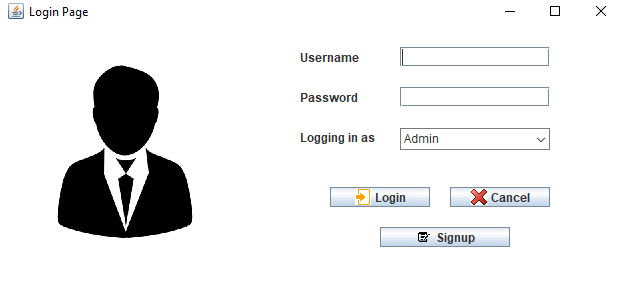 Login Page
Username
Password
Logging in as Admin
Login Cancel
Signup